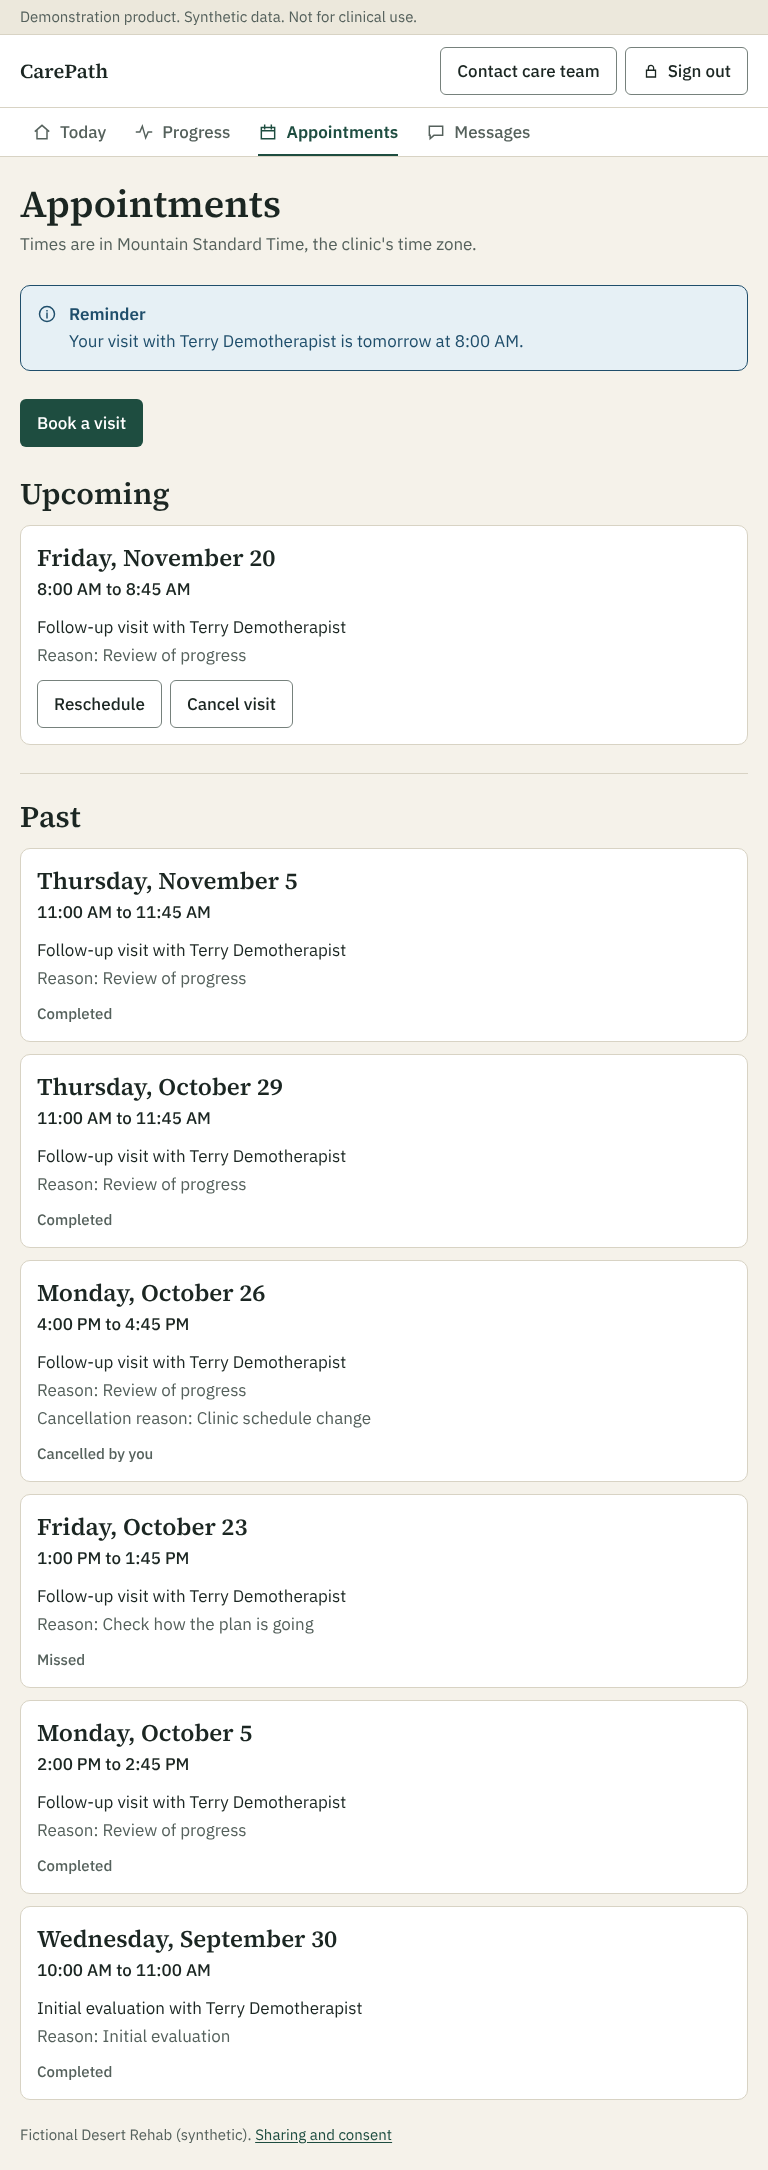 Demonstration product. Synthetic data. Not for clinical use.
CarePath
Contact care team
Sign out
Today
Progress
Appointments
Messages
Appointments
Times are in Mountain Standard Time, the clinic's time zone.
Reminder
Your visit with Terry Demotherapist is tomorrow at 8:00 AM.
Book a visit
Upcoming
Friday, November 20
8:00 AM to 8:45 AM
Follow-up visit with Terry Demotherapist
Reason: Review of progress
Reschedule
Cancel visit
Past
Thursday, November 5
11:00 AM to 11:45 AM
Follow-up visit with Terry Demotherapist
Reason: Review of progress
Completed
Thursday, October 29
11:00 AM to 11:45 AM
Follow-up visit with Terry Demotherapist
Reason: Review of progress
Completed
Monday, October 26
4:00 PM to 4:45 PM
Follow-up visit with Terry Demotherapist
Reason: Review of progress
Cancellation reason: Clinic schedule change
Cancelled by you
Friday, October 23
1:00 PM to 1:45 PM
Follow-up visit with Terry Demotherapist
Reason: Check how the plan is going
Missed
Monday, October 5
2:00 PM to 2:45 PM
Follow-up visit with Terry Demotherapist
Reason: Review of progress
Completed
Wednesday, September 30
10:00 AM to 11:00 AM
Initial evaluation with Terry Demotherapist
Reason: Initial evaluation
Completed
Fictional Desert Rehab (synthetic). Sharing and consent